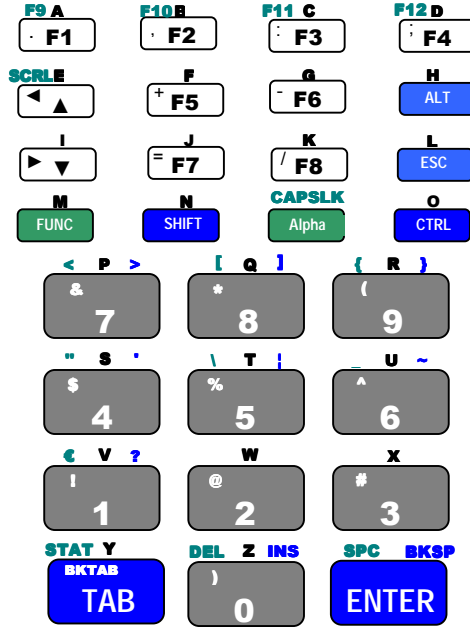 F9 A F10 B F11 C F12 D
. F1 , F2 : F3 ; F4
SCRL E F G H
◄ ▲ + F5 - F6 ALT
I J K L
► ▼ = F7 / F8 ESC
M N CAPSLK O
FUNC SHIFT Alpha CTRL
< P > [ Q ] { R }
& 7 * 8 ( 9
" S ' \ T ¦ _ U ~
$ 4 % 5 ^ 6
€ V ? W X
! 1 @ 2 # 3
STAT Y DEL Z INS SPC BKSP
BKTAB TAB ) 0 ENTER